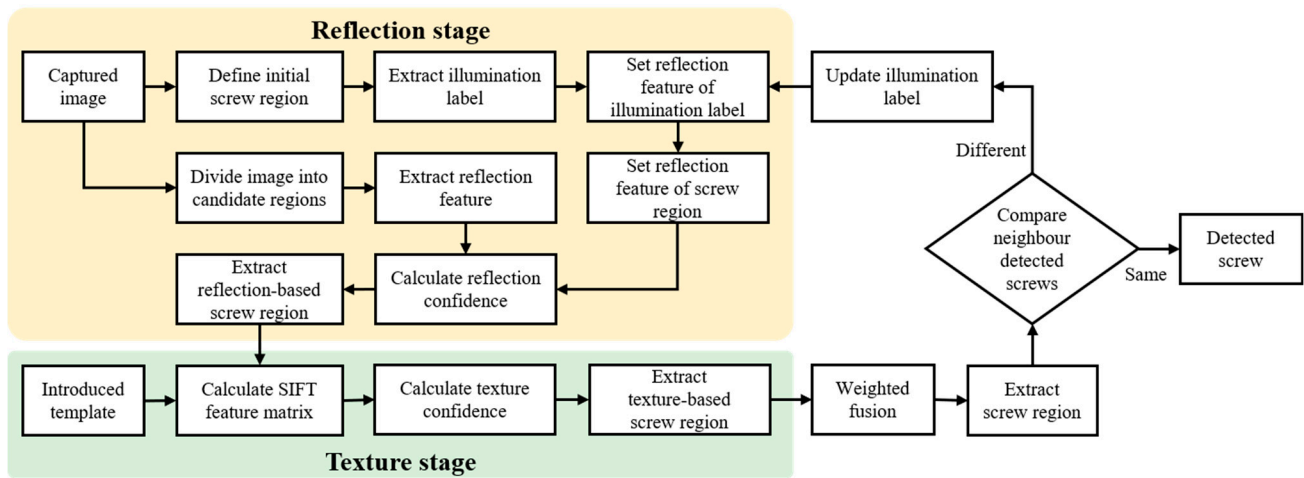 Reflection stage
Captured
image
Define initial
screw region
Extract illumination
label
Set reflection
feature of
illumination label
Update illumination
label
Different
Divide image into
candidate regions
Extract reflection
feature
Set reflection
feature of screw
region
Compare
neighbour
detected
screws
Same
Detected
screw
Extract
reflection-based
screw region
Calculate reflection
confidence
Introduced
template
Calculate SIFT
feature matrix
Calculate texture
confidence
Extract
texture-based
screw region
Weighted
fusion
Extract
screw region
Texture stage